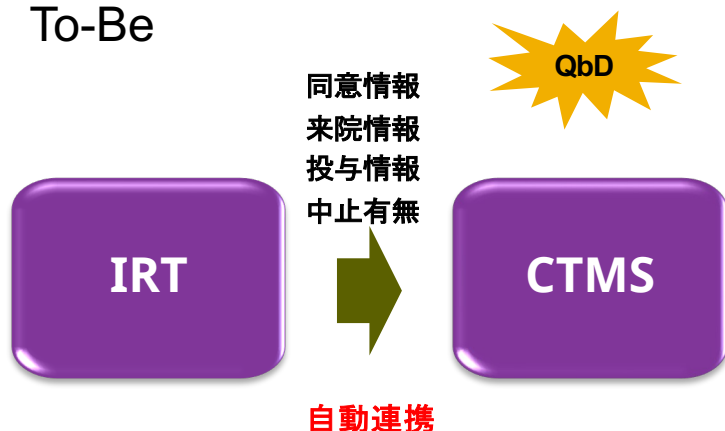 To-Be
QbD
同意情報
来院情報
投与情報
中止有無
IRT
CTMS
自動連携